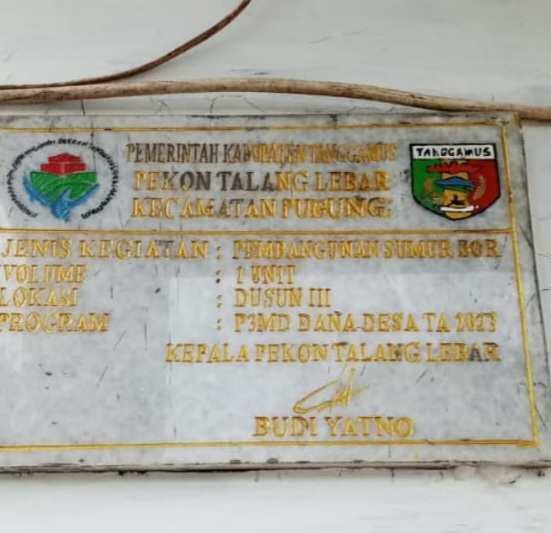 PEMERINTAH KABUPATEN TANGGAMUS
PEKON TALANG LEBAR
KECAMATAN PUGUNG
TANGGAMUS
JENIS KEGIATAN : PEMBANGUNAN SUMUR BOR
VOLUME : 1 UNIT
LOKASI : DUSUN III
PROGRAM : P3MD DANA DESA TA 2023
KEPALA PEKON TALANG LEBAR
BUDI YATNO